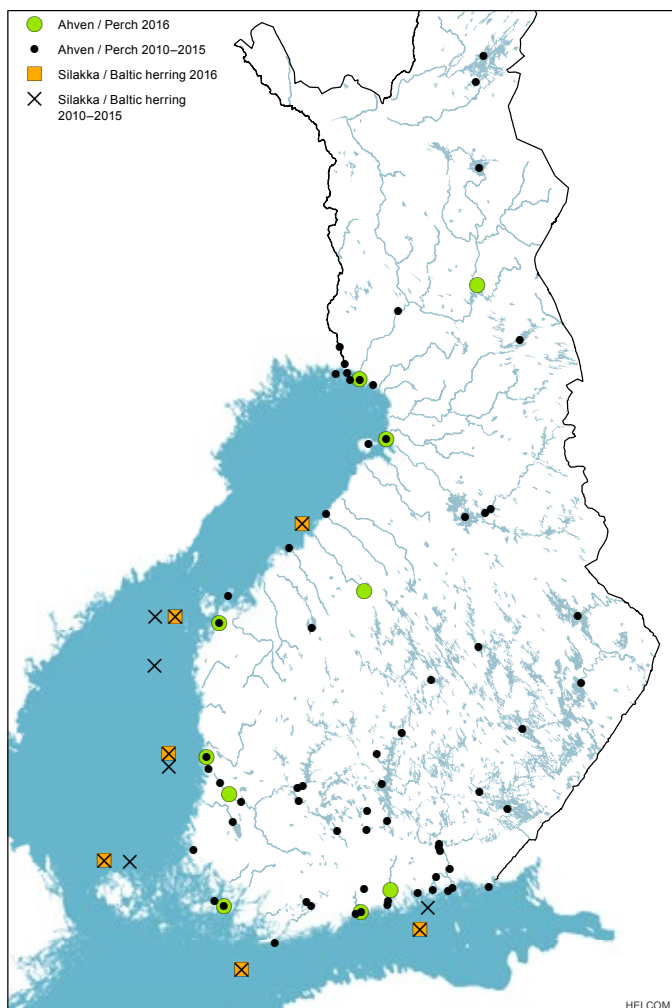 Ahven / Perch 2016
Ahven / Perch 2010–2015
Silakka / Baltic herring 2016
Silakka / Baltic herring
2010–2015
HELCOM